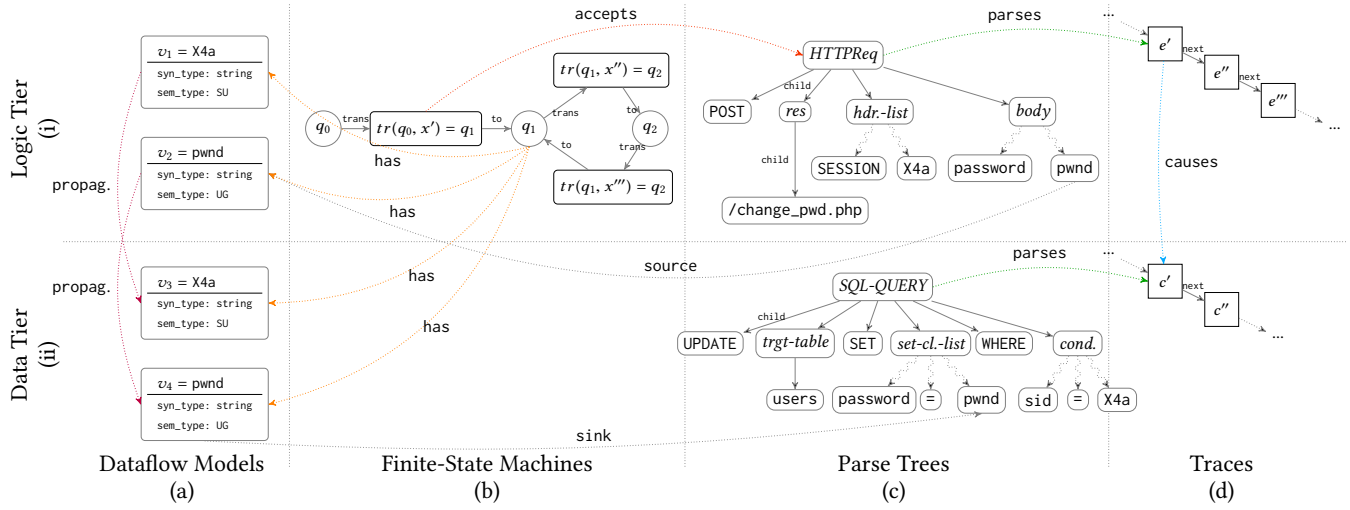 accepts
parses
...
Logic Tier
(i)
v₁ = X4a
syn_type: string
sem_type: SU
v₂ = pwnd
syn_type: string
sem_type: UG
propag.
q₀
trans
tr(q₀, x′) = q₁
to
q₁
trans
tr(q₁, x″) = q₂
to
q₂
trans
tr(q₁, x‴) = q₂
to
has
has
HTTPReq
child
POST
res
hdr.-list
body
child
SESSION
X4a
password
pwnd
/change_pwd.php
e′
next
e″
next
e‴
...
causes
source
Data Tier
(ii)
propag.
v₃ = X4a
syn_type: string
sem_type: SU
v₄ = pwnd
syn_type: string
sem_type: UG
has
has
sink
parses
SQL-QUERY
child
UPDATE
trgt-table
SET
set-cl.-list
WHERE
cond.
users
password
=
pwnd
sid
=
X4a
...
c′
next
c″
...
Dataflow Models
(a)
Finite-State Machines
(b)
Parse Trees
(c)
Traces
(d)